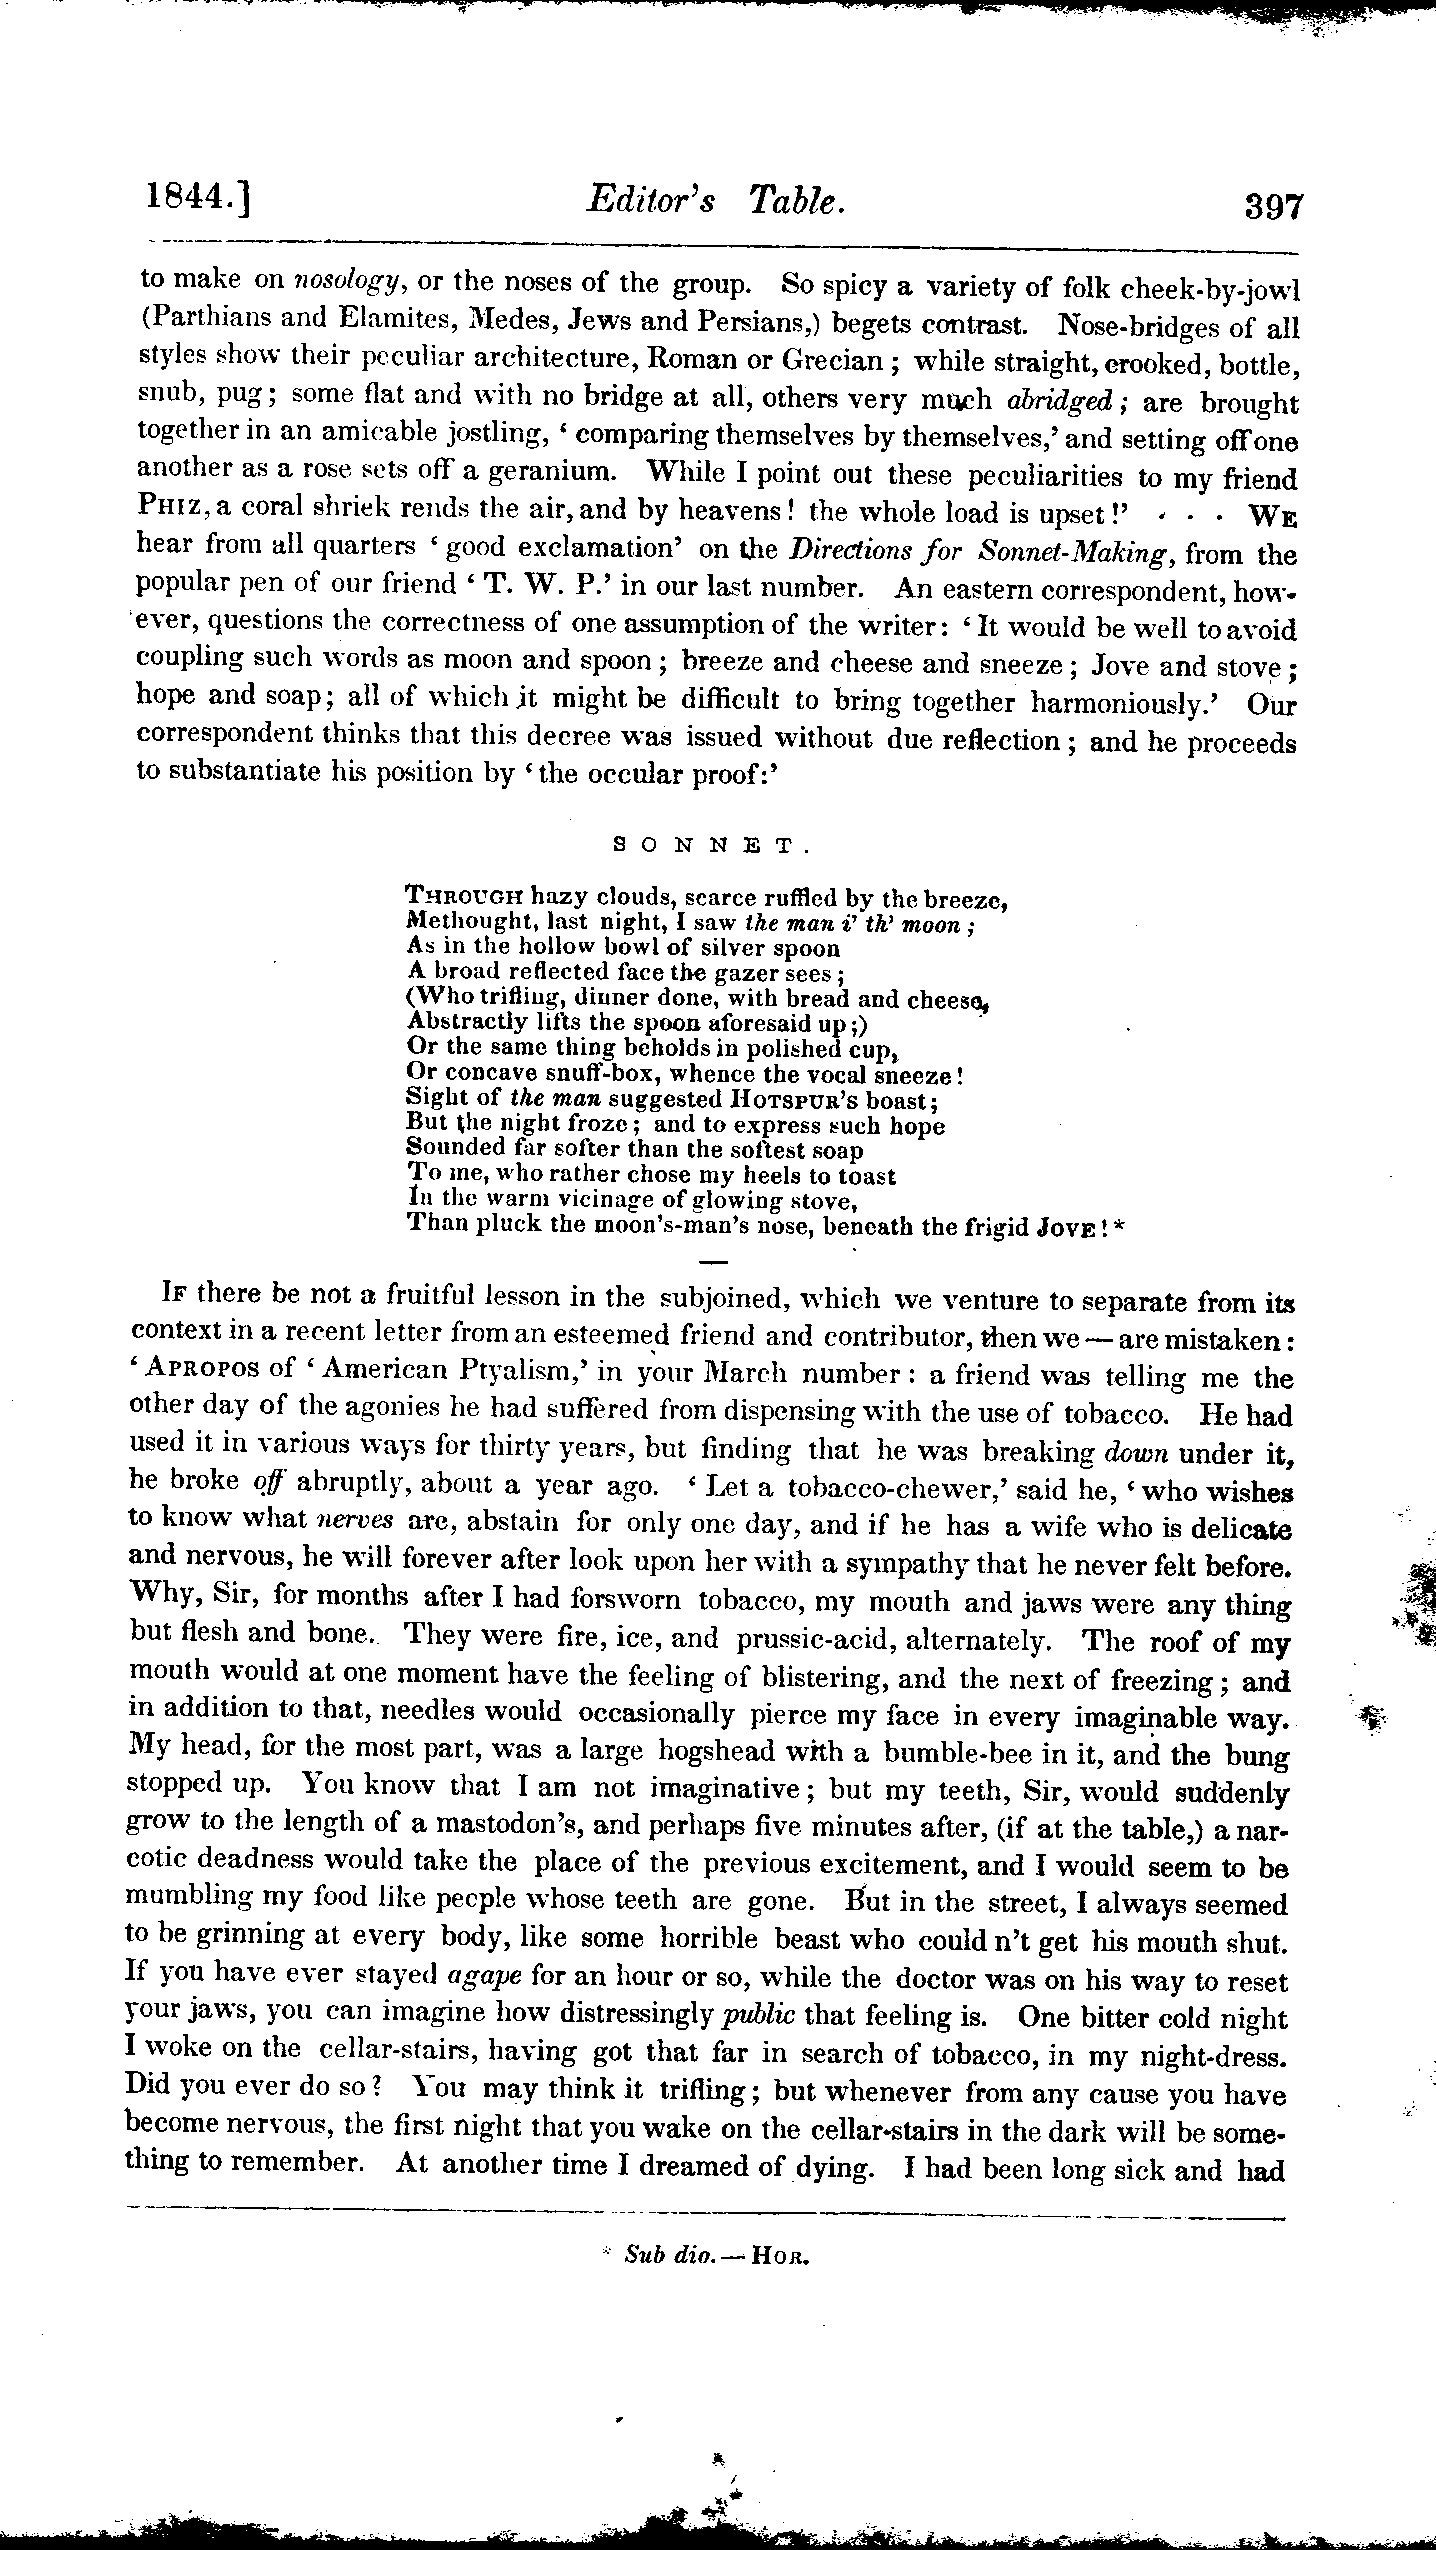 1844.] Editor's Table. 397
to make on nosology, or the noses of the group. So spicy a variety of folk cheek-by-jowl
(Parthians and Elamites, Medes, Jews and Persians,) begets contrast. Nose-bridges of all
styles show their peculiar architecture, Roman or Grecian; while straight, crooked, bottle,
snub, pug; some flat and with no bridge at all, others very much abridged; are brought
together in an amicable jostling, 'comparing themselves by themselves,' and setting off one
another as a rose sets off a geranium. While I point out these peculiarities to my friend
PHIZ, a coral shriek rends the air, and by heavens! the whole load is upset!' . . . WE
hear from all quarters 'good exclamation' on the Directions for Sonnet-Making, from the
popular pen of our friend 'T. W. P.' in our last number. An eastern correspondent, how-
ever, questions the correctness of one assumption of the writer: 'It would be well to avoid
coupling such words as moon and spoon; breeze and cheese and sneeze; Jove and stove;
hope and soap; all of which it might be difficult to bring together harmoniously.' Our
correspondent thinks that this decree was issued without due reflection; and he proceeds
to substantiate his position by 'the occular proof:'
SONNET.
THROUGH hazy clouds, scarce ruffled by the breeze,
Methought, last night, I saw the man i' th' moon;
As in the hollow bowl of silver spoon
A broad reflected face the gazer sees;
(Who trifling, dinner done, with bread and cheese,
Abstractly lifts the spoon aforesaid up;)
Or the same thing beholds in polished cup,
Or concave snuff-box, whence the vocal sneeze!
Sight of the man suggested HOTSPUR'S boast;
But the night froze; and to express such hope
Sounded far softer than the softest soap
To me, who rather chose my heels to toast
In the warm vicinage of glowing stove,
Than pluck the moon's-man's nose, beneath the frigid JOVE!*
IF there be not a fruitful lesson in the subjoined, which we venture to separate from its
context in a recent letter from an esteemed friend and contributor, then we — are mistaken:
'APROPOS of 'American Ptyalism,' in your March number: a friend was telling me the
other day of the agonies he had suffered from dispensing with the use of tobacco. He had
used it in various ways for thirty years, but finding that he was breaking down under it,
he broke off abruptly, about a year ago. 'Let a tobacco-chewer,' said he, 'who wishes
to know what nerves are, abstain for only one day, and if he has a wife who is delicate
and nervous, he will forever after look upon her with a sympathy that he never felt before.
Why, Sir, for months after I had forsworn tobacco, my mouth and jaws were any thing
but flesh and bone. They were fire, ice, and prussic-acid, alternately. The roof of my
mouth would at one moment have the feeling of blistering, and the next of freezing; and
in addition to that, needles would occasionally pierce my face in every imaginable way.
My head, for the most part, was a large hogshead with a bumble-bee in it, and the bung
stopped up. You know that I am not imaginative; but my teeth, Sir, would suddenly
grow to the length of a mastodon's, and perhaps five minutes after, (if at the table,) a nar-
cotic deadness would take the place of the previous excitement, and I would seem to be
mumbling my food like people whose teeth are gone. But in the street, I always seemed
to be grinning at every body, like some horrible beast who could n't get his mouth shut.
If you have ever stayed agape for an hour or so, while the doctor was on his way to reset
your jaws, you can imagine how distressingly public that feeling is. One bitter cold night
I woke on the cellar-stairs, having got that far in search of tobacco, in my night-dress.
Did you ever do so? You may think it trifling; but whenever from any cause you have
become nervous, the first night that you wake on the cellar-stairs in the dark will be some-
thing to remember. At another time I dreamed of dying. I had been long sick and had
* Sub dio. — HOR.